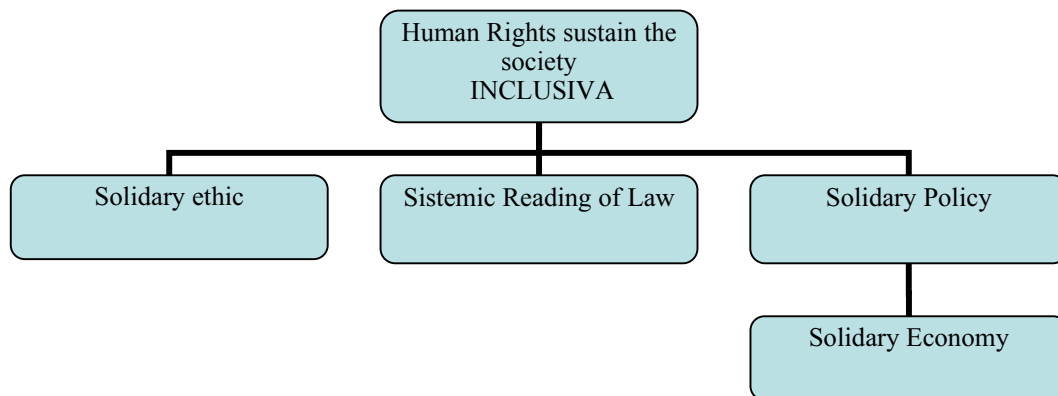 Human Rights sustain the
society
INCLUSIVA
Solidary ethic
Sistemic Reading of Law
Solidary Policy
Solidary Economy